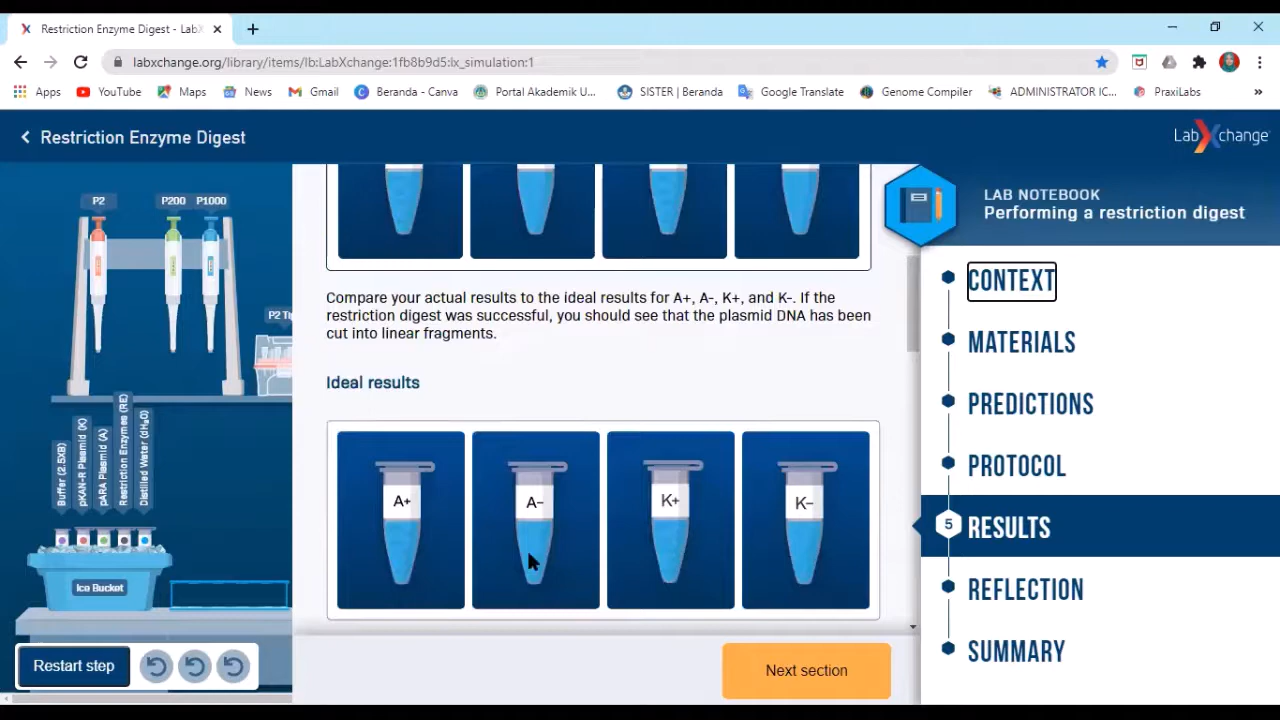 Restriction Enzyme Digest - LabX
labxchange.org/library/items/lb:LabXchange:1fb8b9d5:lx_simulation:1
Apps YouTube Maps News Gmail Beranda - Canva Portal Akademik U... SISTER | Beranda Google Translate Genome Compiler ADMINISTRATOR IC... PraxiLabs »
Restriction Enzyme Digest
LabXchange
P2 P200 P1000
P2 Ti
Buffer (2.5XB)
pKAN-R Plasmid (K)
pARA Plasmid (A)
Restriction Enzymes (RE)
Distilled Water (dH₂O)
Ice Bucket
Restart step
Compare your actual results to the ideal results for A+, A-, K+, and K-. If the
restriction digest was successful, you should see that the plasmid DNA has been
cut into linear fragments.
Ideal results
A+ A- K+ K-
Next section
LAB NOTEBOOK
Performing a restriction digest
CONTEXT
MATERIALS
PREDICTIONS
PROTOCOL
5 RESULTS
REFLECTION
SUMMARY